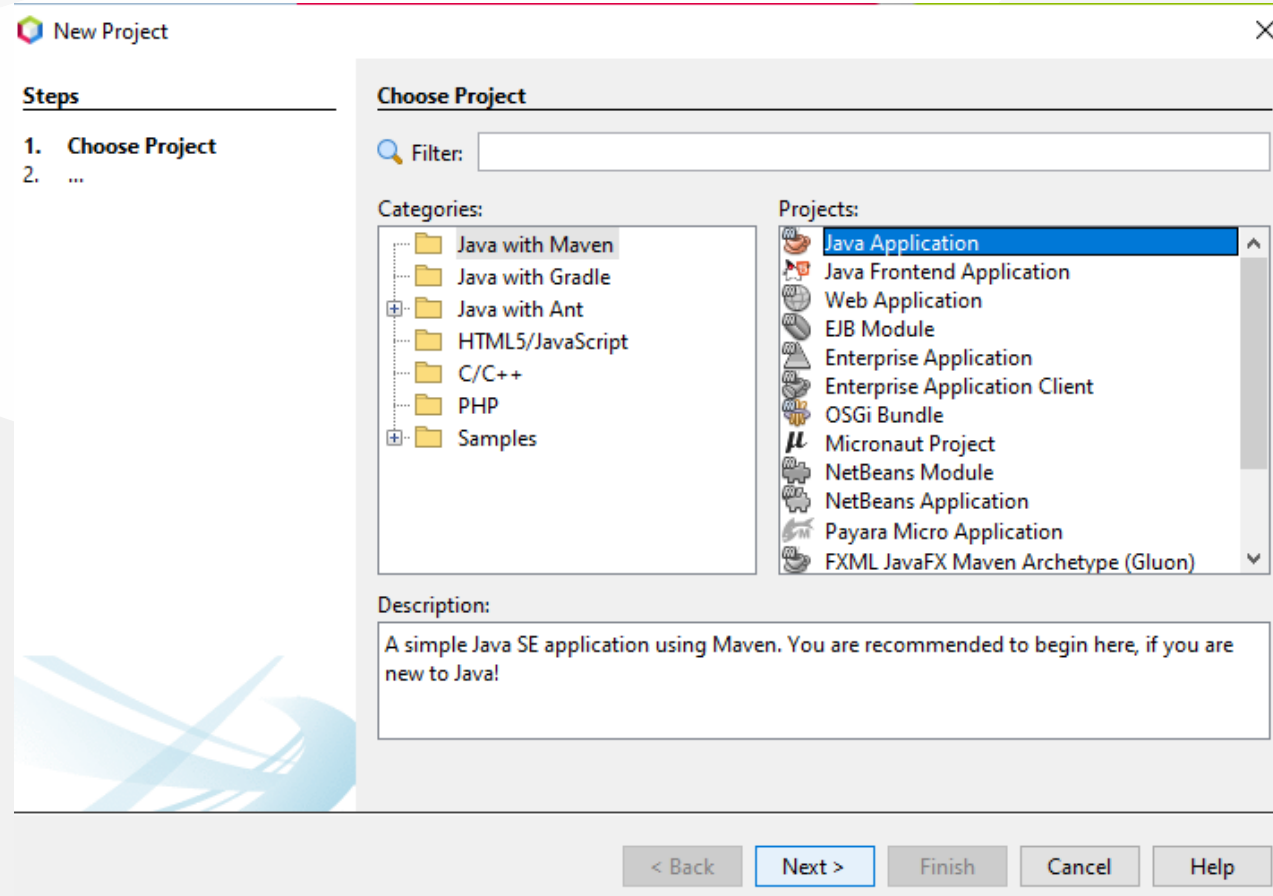 New Project
Steps
1. Choose Project
2. ...
Choose Project
Filter:
Categories:
Java with Maven
Java with Gradle
Java with Ant
HTML5/JavaScript
C/C++
PHP
Samples
Projects:
Java Application
Java Frontend Application
Web Application
EJB Module
Enterprise Application
Enterprise Application Client
OSGi Bundle
Micronaut Project
NetBeans Module
NetBeans Application
Payara Micro Application
FXML JavaFX Maven Archetype (Gluon)
Description:
A simple Java SE application using Maven. You are recommended to begin here, if you are
new to Java!
< Back Next > Finish Cancel Help